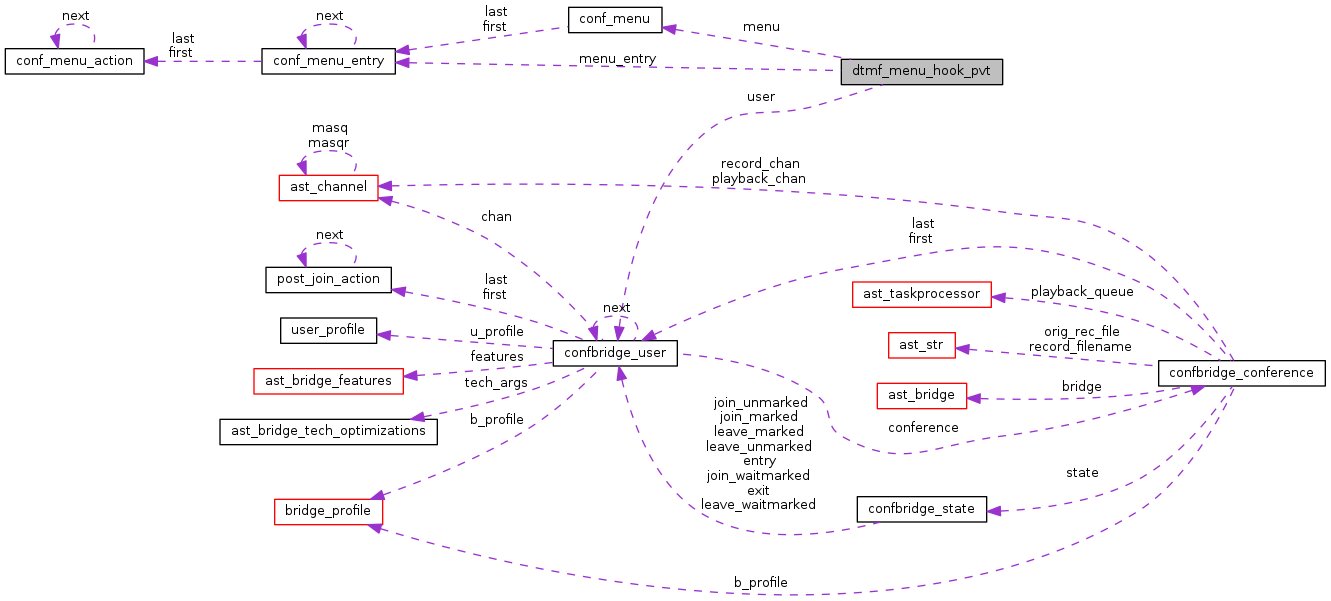 next
next
last
first
conf_menu
menu
last
first
conf_menu_action
conf_menu_entry
menu_entry
dtmf_menu_hook_pvt
user
masq
masqr
record_chan
playback_chan
ast_channel
chan
last
first
next
post_join_action
last
first
ast_taskprocessor
playback_queue
next
user_profile
u_profile
orig_rec_file
record_filename
ast_str
confbridge_user
features
ast_bridge_features
tech_args
confbridge_conference
bridge
ast_bridge
b_profile
ast_bridge_tech_optimizations
join_unmarked
join_marked
leave_marked
leave_unmarked
entry
join_waitmarked
exit
leave_waitmarked
conference
state
bridge_profile
confbridge_state
b_profile